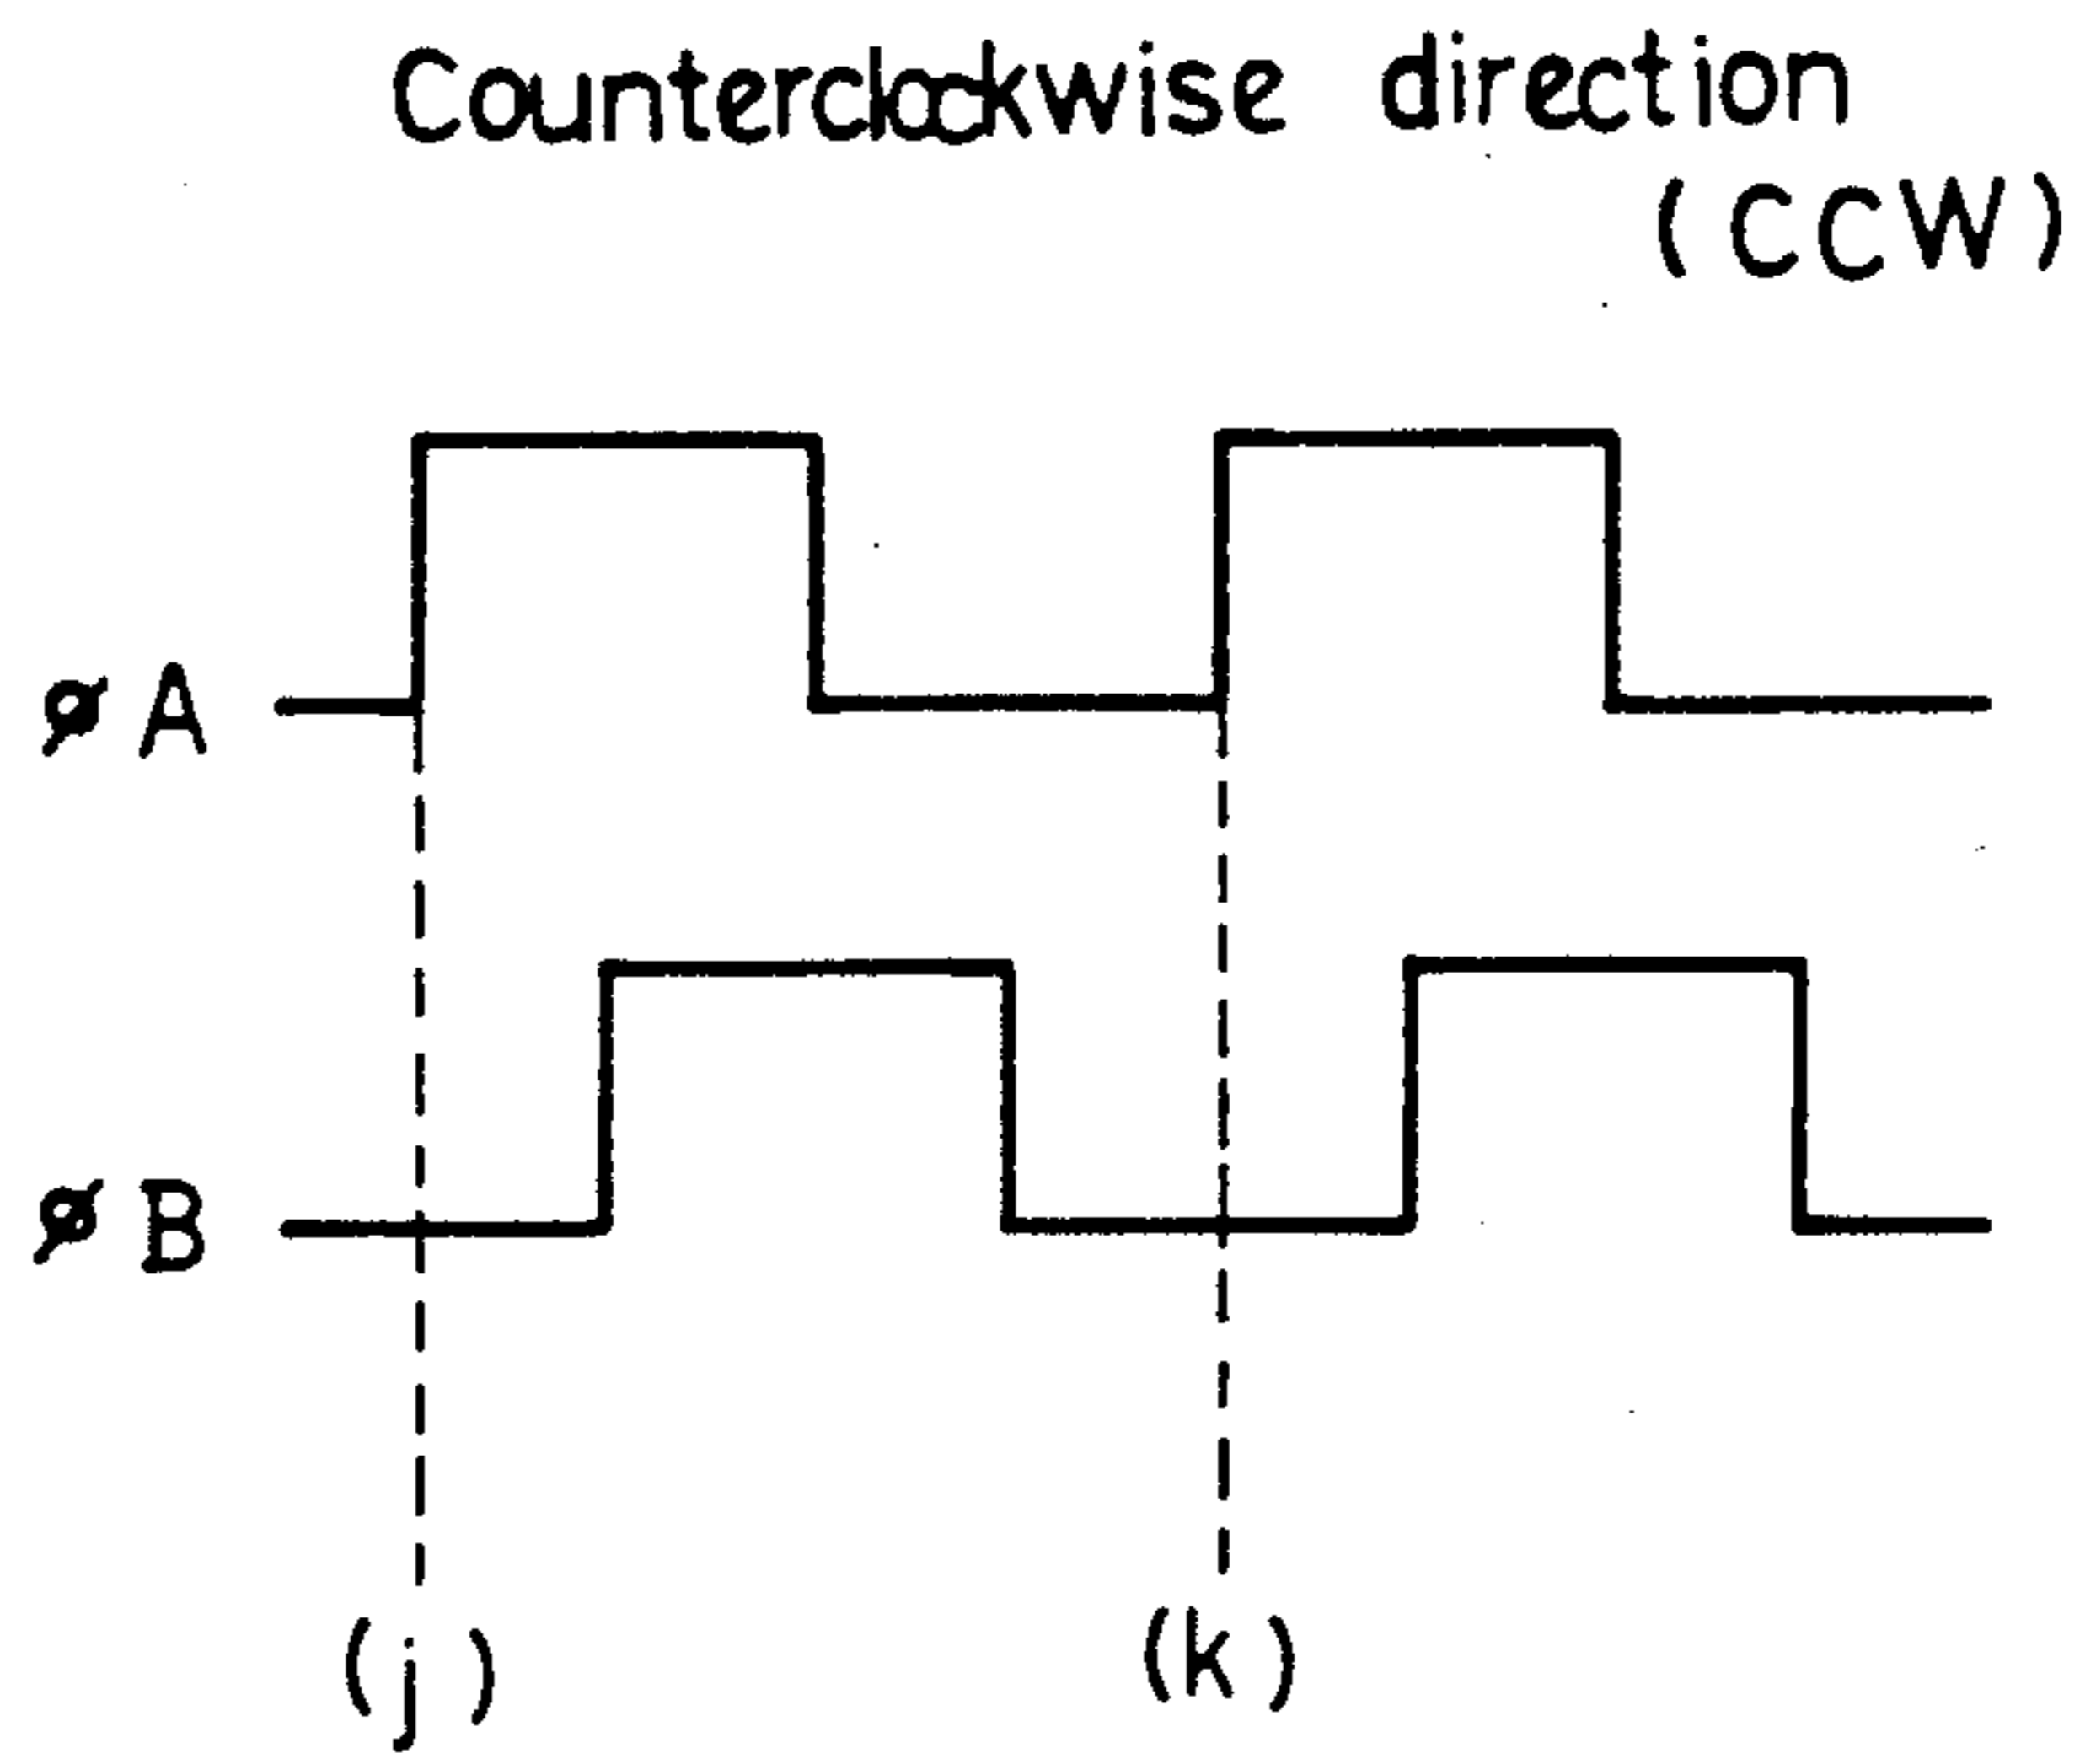 Counterclockwise direction
(CCW)
ø A
ø B
(j)
(k)